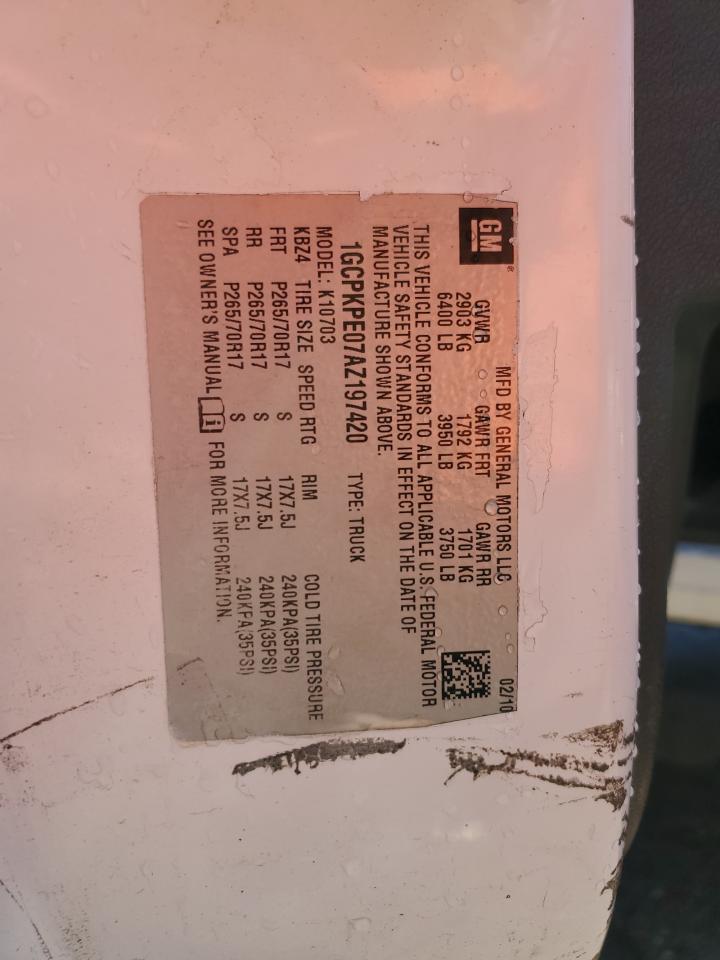 GM®
MFD BY GENERAL MOTORS LLC 02/10
GVWR GAWR FRT GAWR RR
2903 KG 1792 KG 1701 KG
6400 LB 3950 LB 3750 LB
THIS VEHICLE CONFORMS TO ALL APPLICABLE U.S. FEDERAL MOTOR
VEHICLE SAFETY STANDARDS IN EFFECT ON THE DATE OF
MANUFACTURE SHOWN ABOVE.
1GCPKPE07AZ197420 TYPE: TRUCK
MODEL: K10703
KBZ4 TIRE SIZE SPEED RTG RIM COLD TIRE PRESSURE
FRT P265/70R17 S 17X7.5J 240KPA(35PSI)
RR P265/70R17 S 17X7.5J 240KPA(35PSI)
SPA P265/70R17 S 17X7.5J 240KPA(35PSI)
SEE OWNER'S MANUAL i FOR MORE INFORMATION.